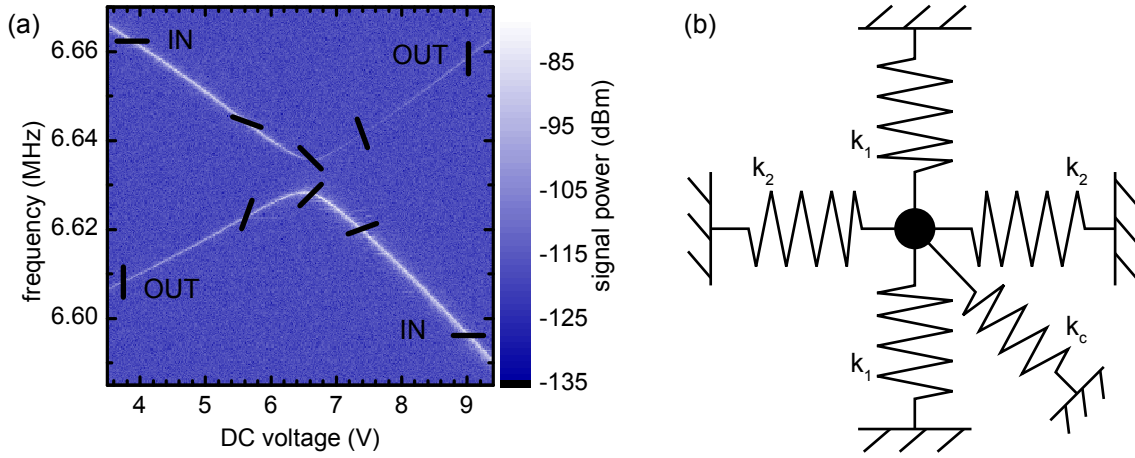 (a)
IN
OUT
OUT
IN
6.66
6.64
6.62
6.60
frequency (MHz)
4 5 6 7 8 9
DC voltage (V)
-85
-95
-105
-115
-125
-135
signal power (dBm)
(b)
k1
k2
k2
k1
kc